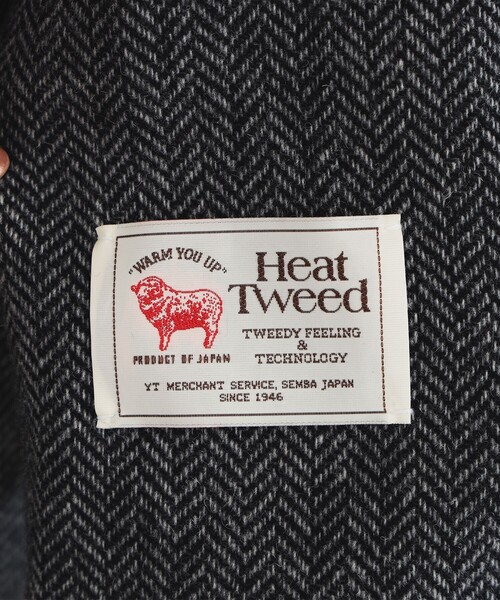 "WARM YOU UP"
PRODUCT OF JAPAN
Heat
Tweed
TWEEDY FEELING
&
TECHNOLOGY
YT MERCHANT SERVICE, SEMBA JAPAN
SINCE 1946